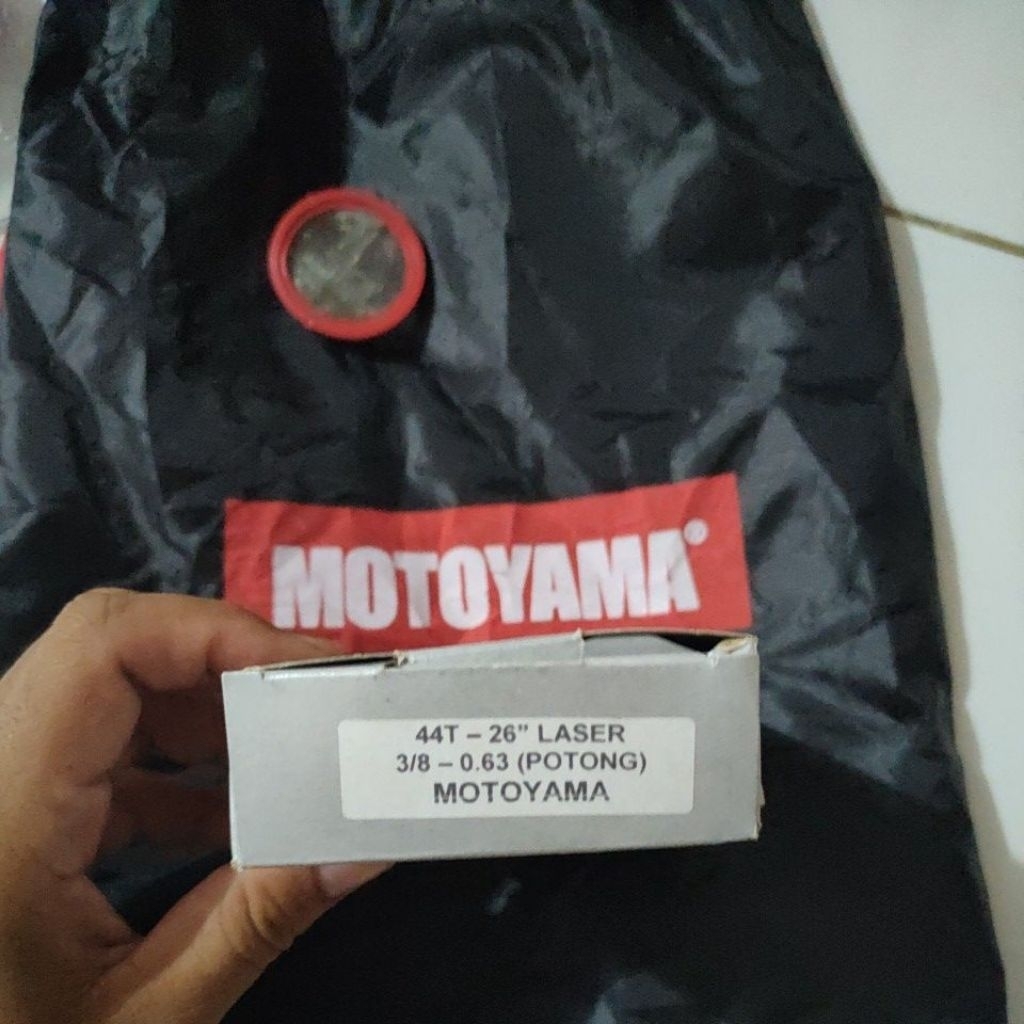 MOTOYAMA®
44T – 26” LASER
3/8 – 0.63 (POTONG)
MOTOYAMA